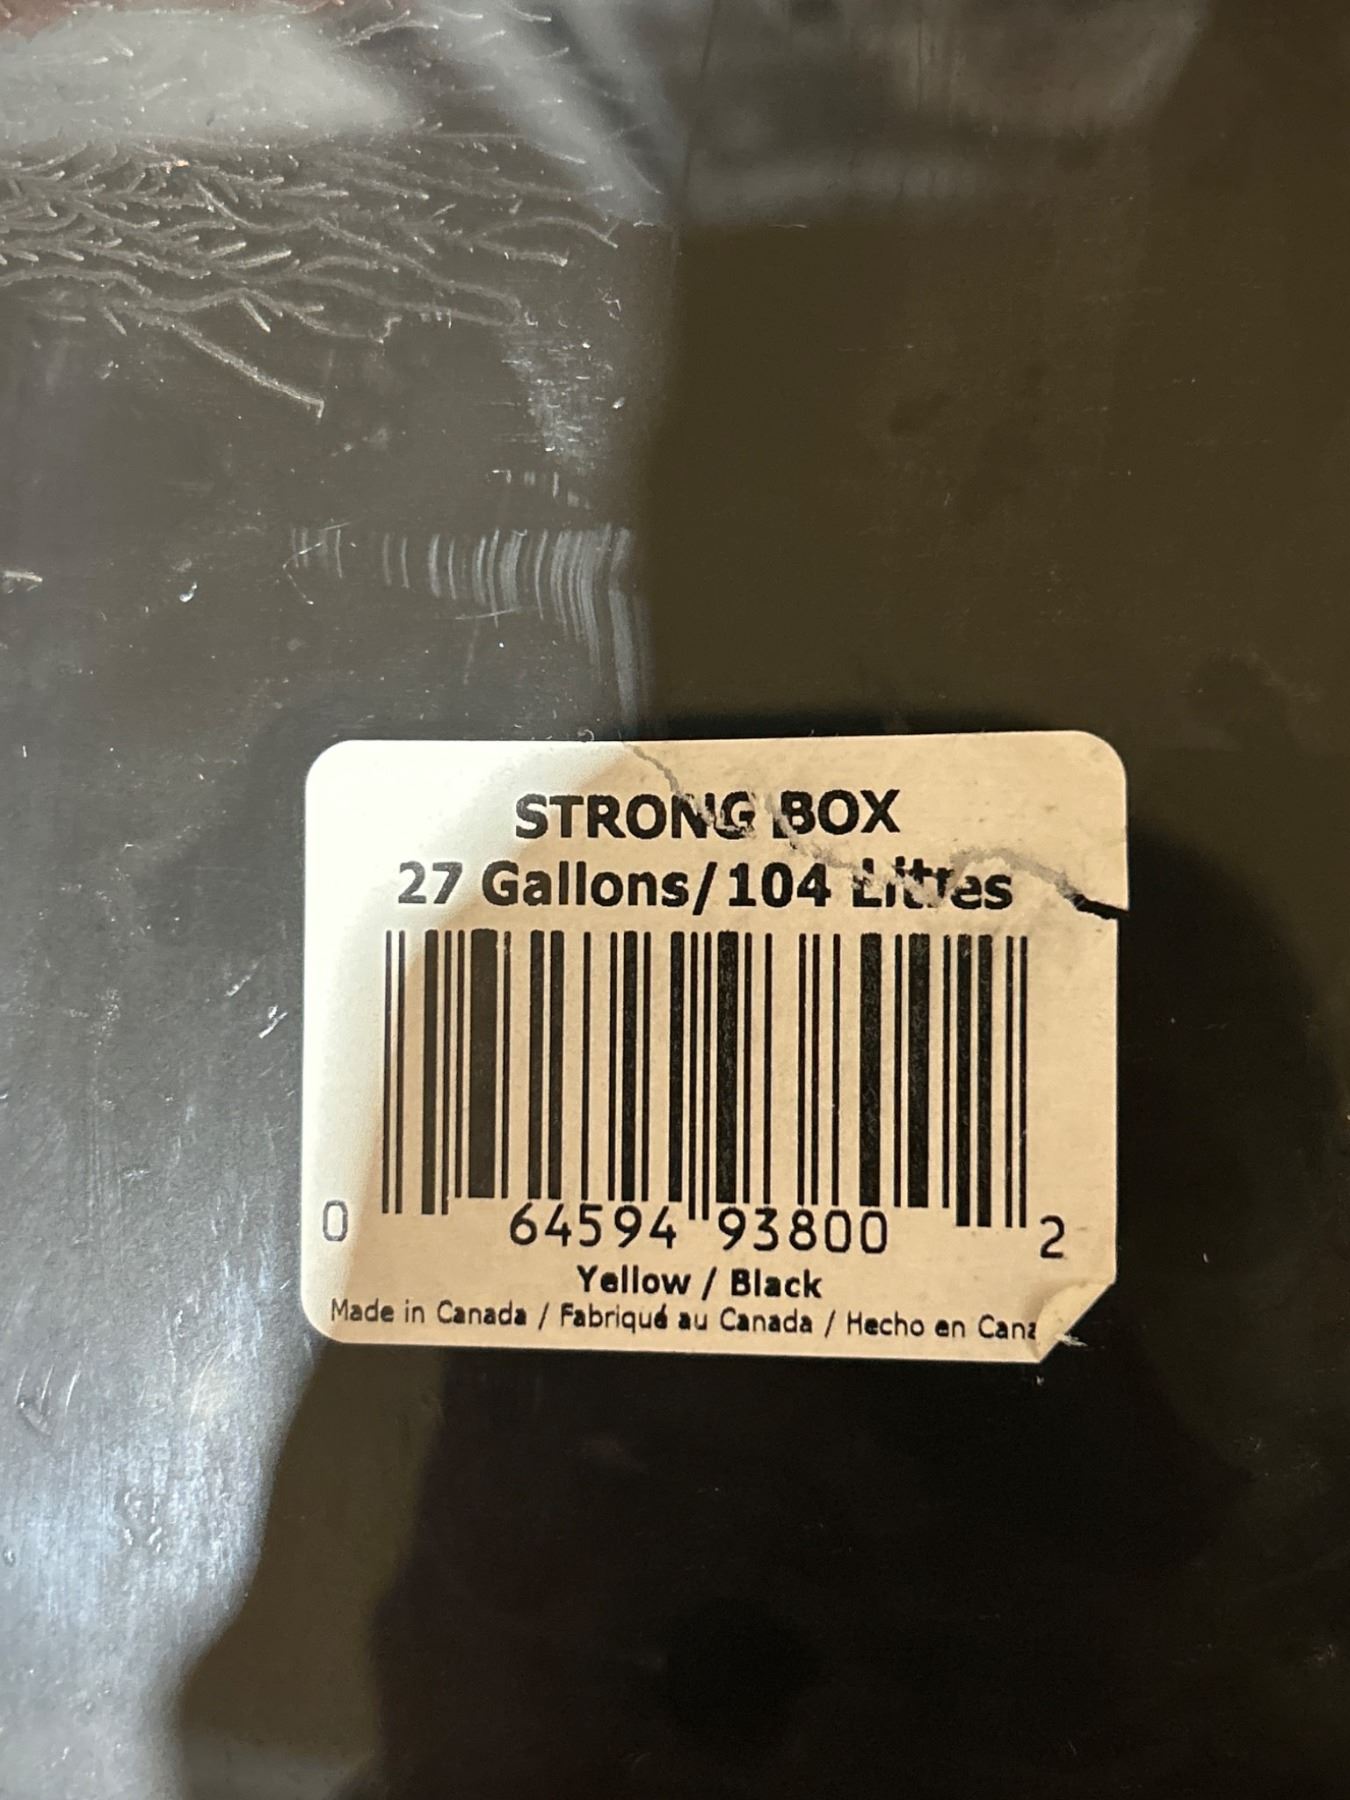 STRONG BOX
27 Gallons/104 Litres
0 64594 93800 2
Yellow / Black
Made in Canada / Fabriqué au Canada / Hecho en Cana